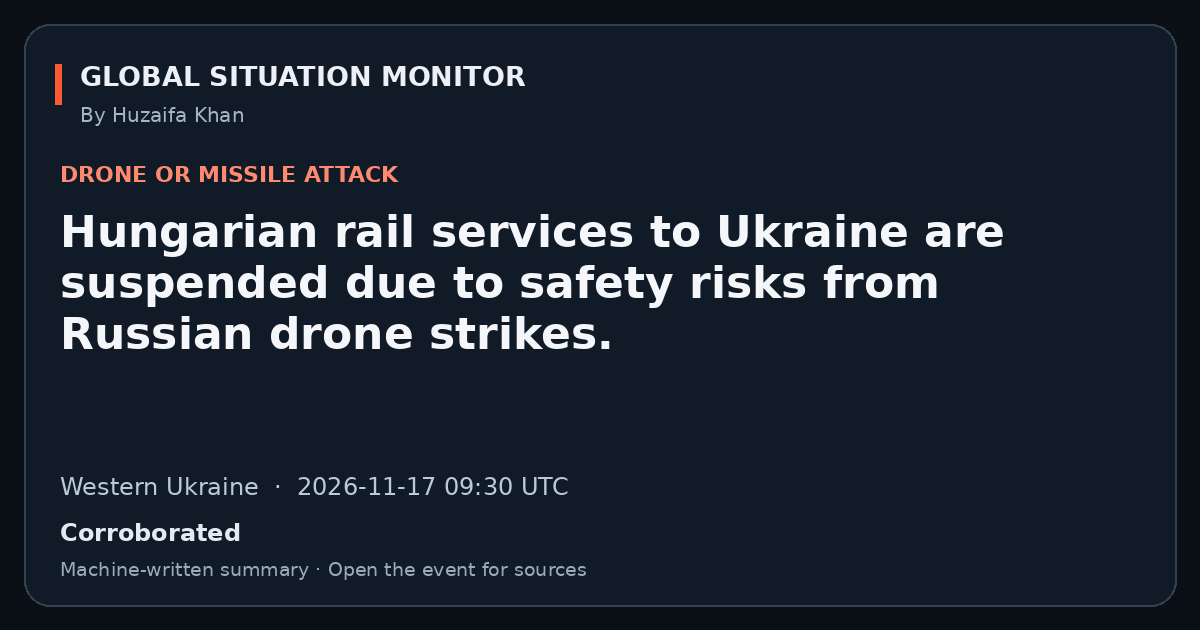 GLOBAL SITUATION MONITOR
By Huzaifa Khan
DRONE OR MISSILE ATTACK
Hungarian rail services to Ukraine are
suspended due to safety risks from
Russian drone strikes.
Western Ukraine · 2026-11-17 09:30 UTC
Corroborated
Machine-written summary · Open the event for sources